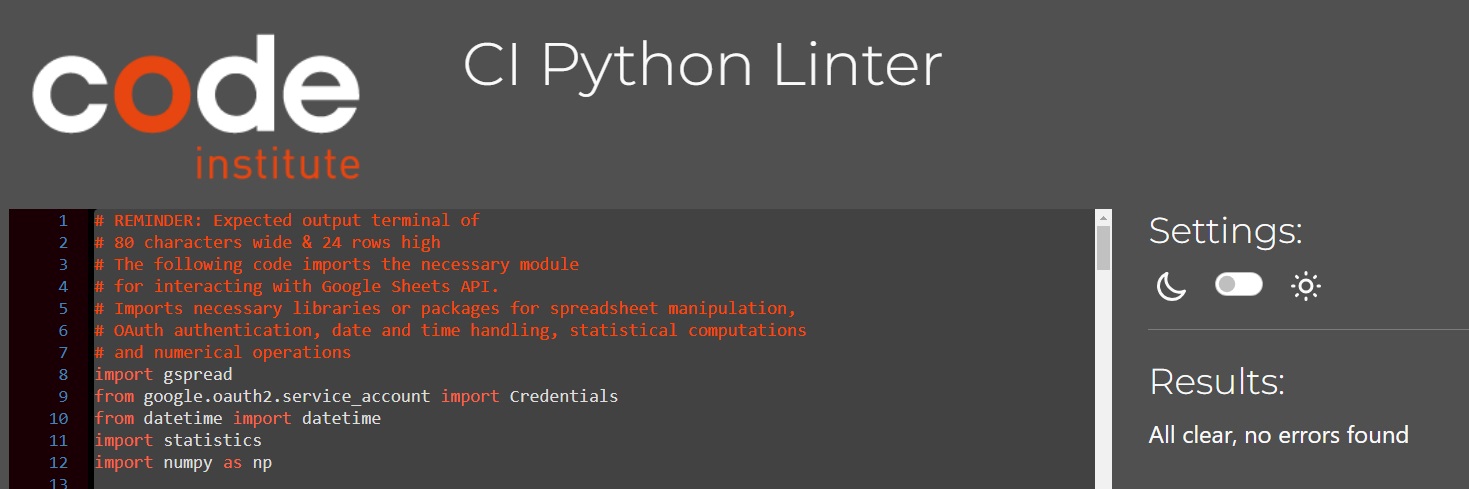 code
institute
CI Python Linter
1 # REMINDER: Expected output terminal of
2 # 80 characters wide & 24 rows high
3 # The following code imports the necessary module
4 # for interacting with Google Sheets API.
5 # Imports necessary libraries or packages for spreadsheet manipulation,
6 # OAuth authentication, date and time handling, statistical computations
7 # and numerical operations
8 import gspread
9 from google.oauth2.service_account import Credentials
10 from datetime import datetime
11 import statistics
12 import numpy as np
13
Settings:
Results:
All clear, no errors found